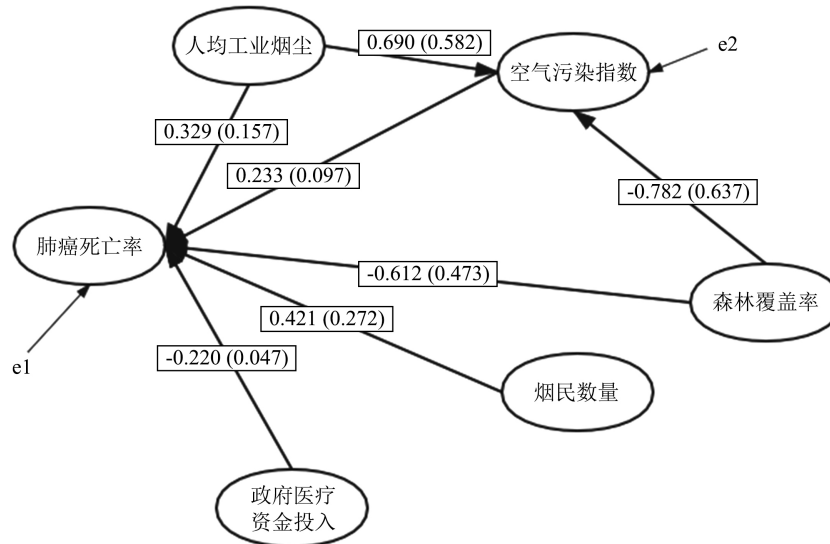 人均工业烟尘
0.690 (0.582)
e2
空气污染指数
0.329 (0.157)
0.233 (0.097)
-0.782 (0.637)
肺癌死亡率
-0.612 (0.473)
森林覆盖率
0.421 (0.272)
-0.220 (0.047)
e1
烟民数量
政府医疗
资金投入